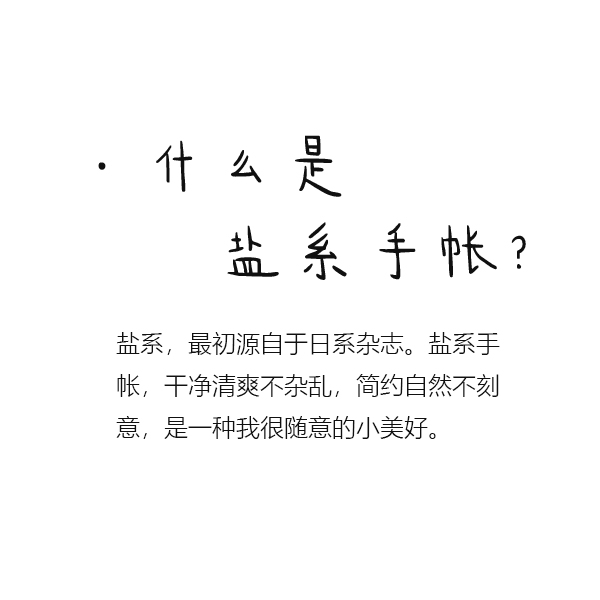 · 什么是
盐系手帐?
盐系，最初源自于日系杂志。盐系手
帐，干净清爽不杂乱，简约自然不刻
意，是一种我很随意的小美好。